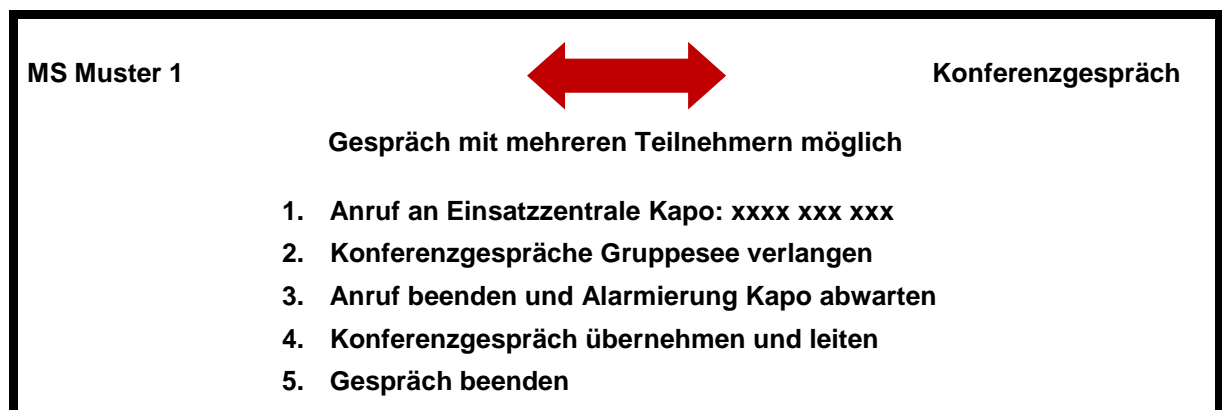 MS Muster 1 Konferenzgespräch
Gespräch mit mehreren Teilnehmern möglich
1. Anruf an Einsatzzentrale Kapo: xxxx xxx xxx
2. Konferenzgespräche Gruppesee verlangen
3. Anruf beenden und Alarmierung Kapo abwarten
4. Konferenzgespräch übernehmen und leiten
5. Gespräch beenden